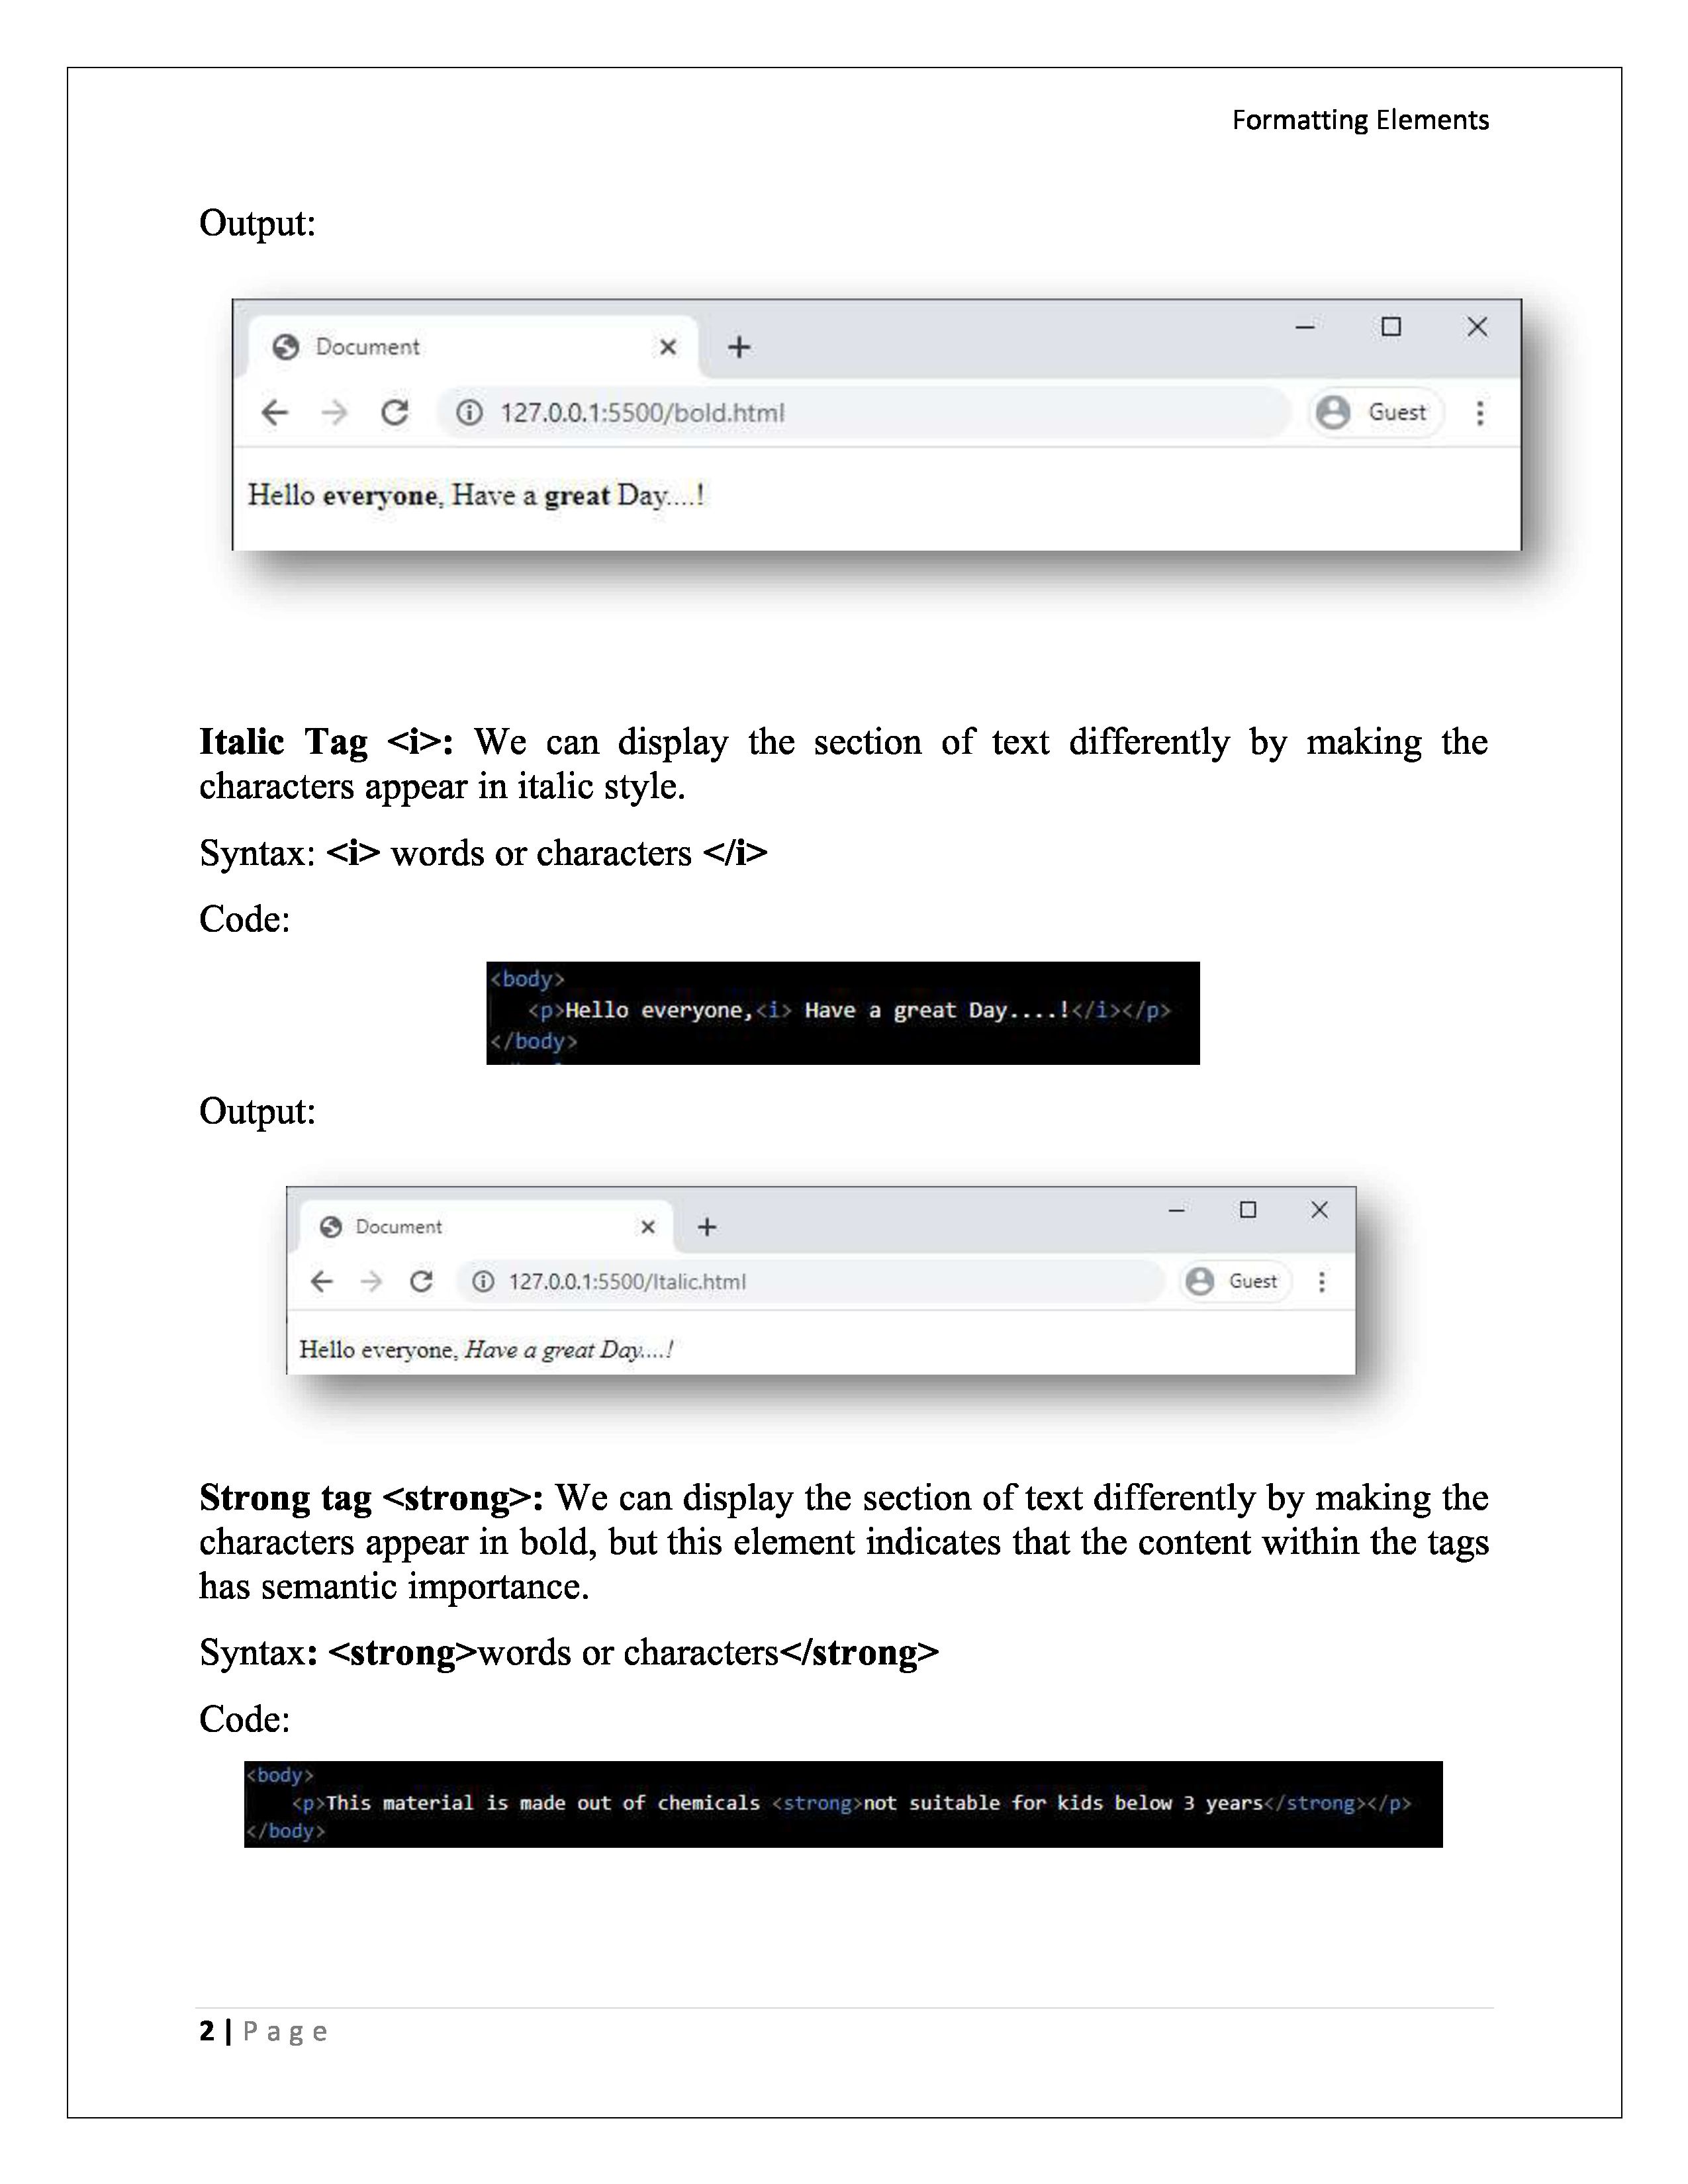 Formatting Elements
Output:
Document
127.0.0.1:5500/bold.html
Guest
Hello everyone, Have a great Day....!
Italic Tag <i>: We can display the section of text differently by making the
characters appear in italic style.
Syntax: <i> words or characters </i>
Code:
<body>
<p>Hello everyone,<i> Have a great Day....!</i></p>
</body>
Output:
Document
127.0.0.1:5500/Italic.html
Guest
Hello everyone, Have a great Day....!
Strong tag <strong>: We can display the section of text differently by making the
characters appear in bold, but this element indicates that the content within the tags
has semantic importance.
Syntax: <strong>words or characters</strong>
Code:
<body>
<p>This material is made out of chemicals <strong>not suitable for kids below 3 years</strong></p>
</body>
2 | Page